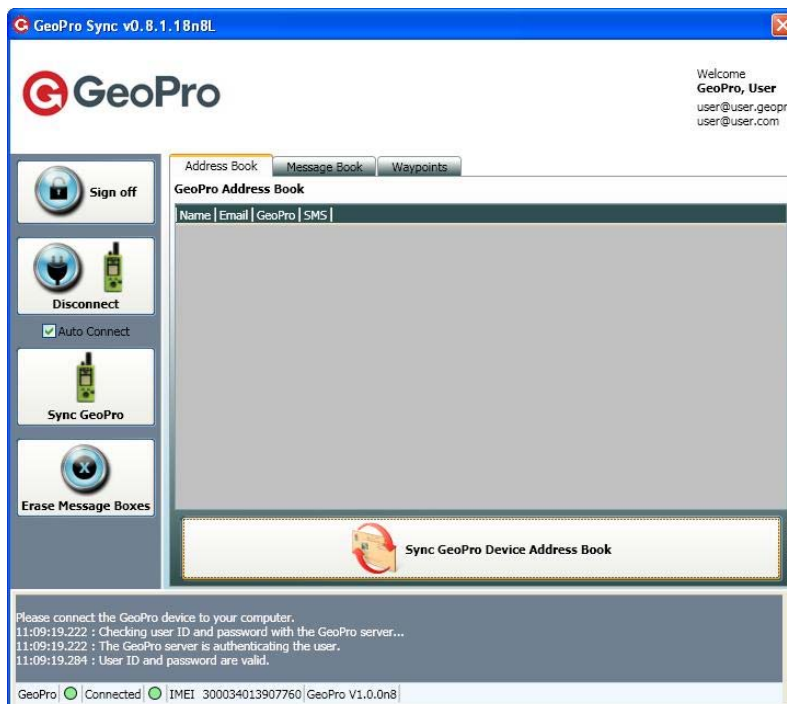 GeoPro Sync v0.8.1.18n8L
GeoPro
Welcome
GeoPro, User
user@user.geopr
user@user.com
Sign off
Disconnect
Auto Connect
Sync GeoPro
Erase Message Boxes
Address Book Message Book Waypoints
GeoPro Address Book
Name Email GeoPro SMS
Sync GeoPro Device Address Book
Please connect the GeoPro device to your computer.
11:09:19.222 : Checking user ID and password with the GeoPro server...
11:09:19.222 : The GeoPro server is authenticating the user.
11:09:19.284 : User ID and password are valid.
GeoPro Connected IMEI 300034013907760 GeoPro V1.0.0n8